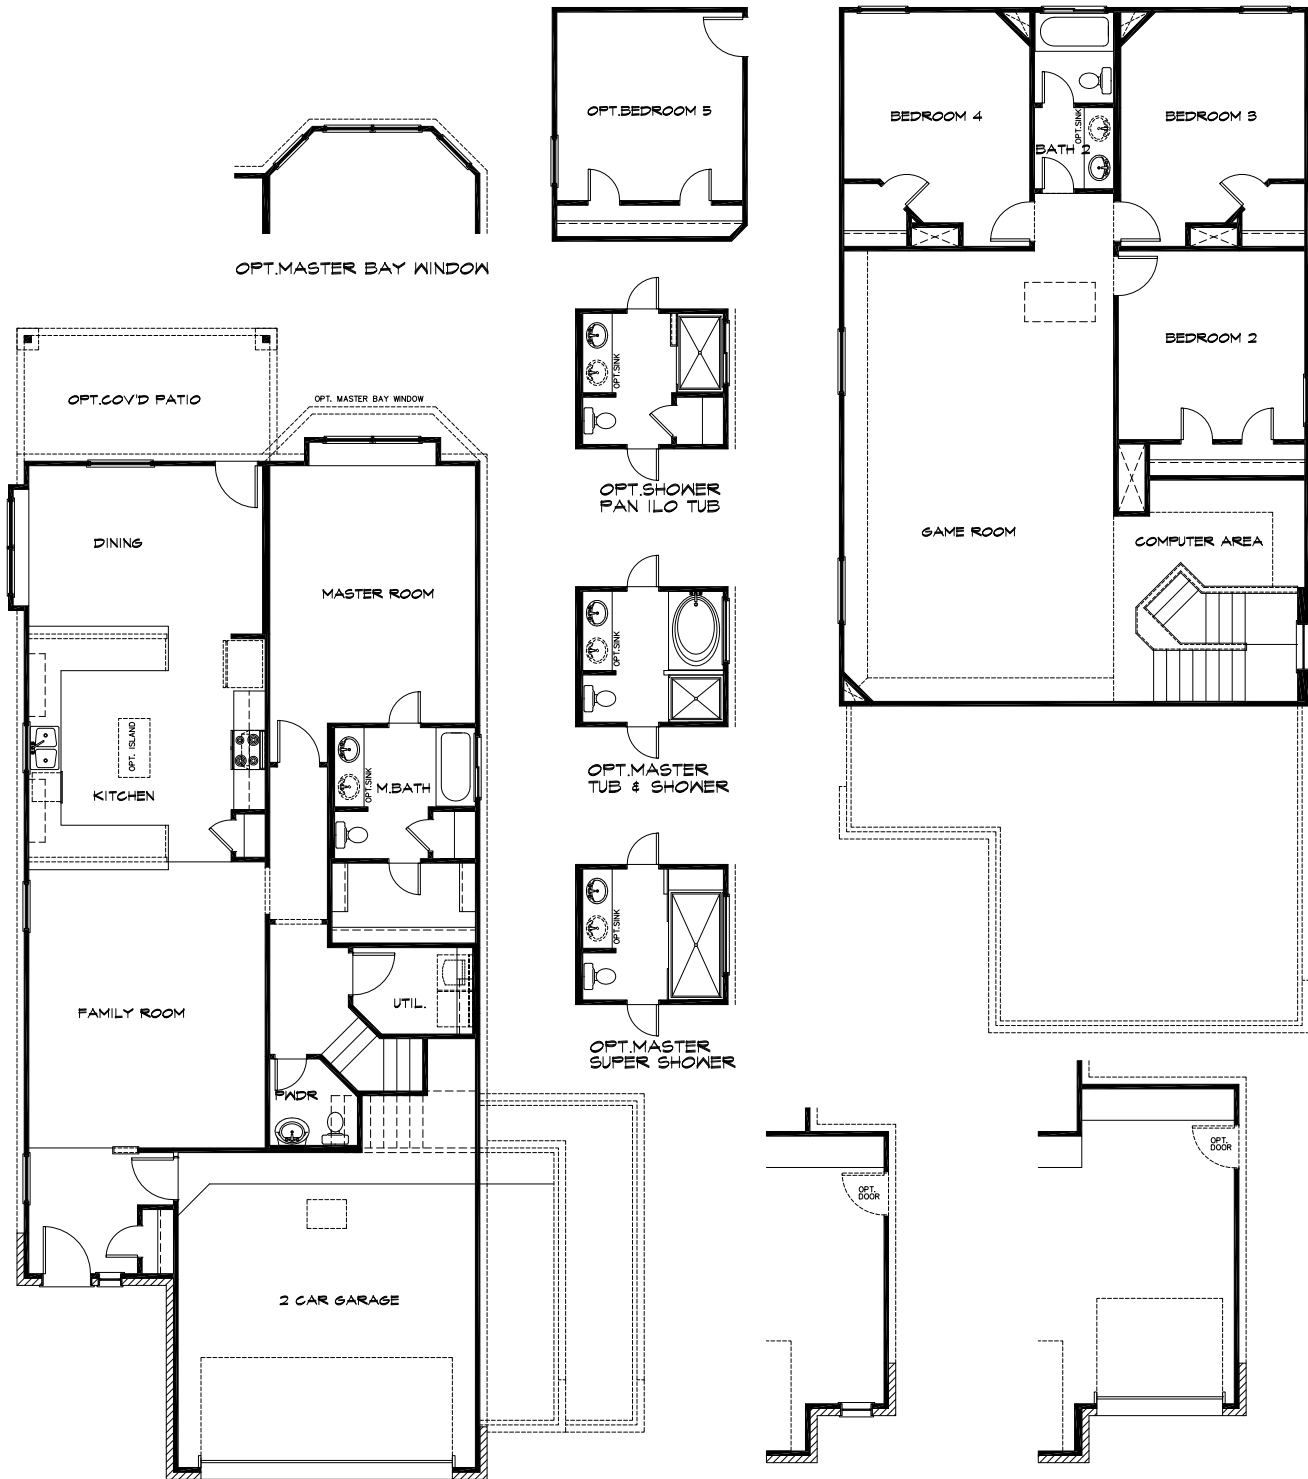 OPT.BEDROOM 5
BEDROOM 4
OPT.SINK
BATH 2
BEDROOM 3
OPT.MASTER BAY WINDOW
BEDROOM 2
OPT.COV'D PATIO
OPT. MASTER BAY WINDOW
OPT.SINK
OPT.SHOWER
PAN ILO TUB
DINING
MASTER ROOM
GAME ROOM
COMPUTER AREA
OPT.SINK
OPT.MASTER
TUB & SHOWER
OPT. ISLAND
KITCHEN
OPT.SINK
M.BATH
OPT.SINK
OPT.MASTER
SUPER SHOWER
FAMILY ROOM
UTIL.
PWDR
2 CAR GARAGE
OPT.
DOOR
OPT.
DOOR